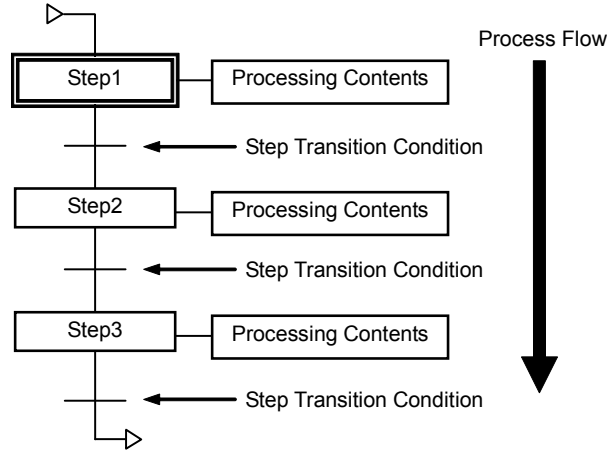 Process Flow
Step1
Processing Contents
Step Transition Condition
Step2
Processing Contents
Step Transition Condition
Step3
Processing Contents
Step Transition Condition